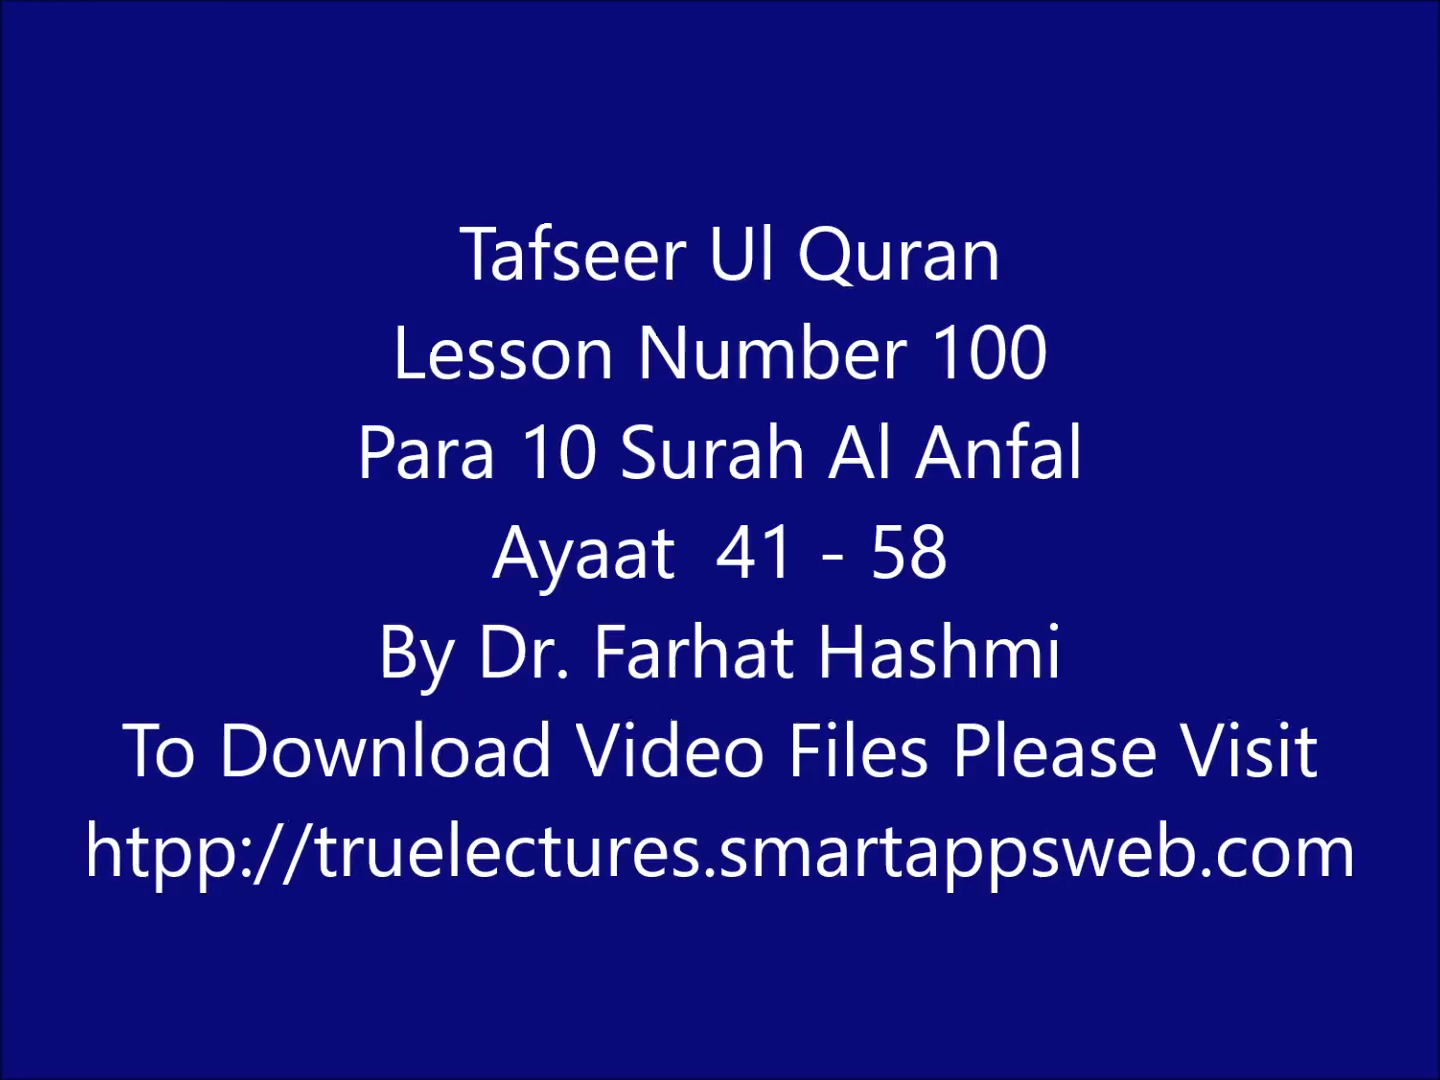 Tafseer Ul Quran
Lesson Number 100
Para 10 Surah Al Anfal
Ayaat  41 - 58
By Dr. Farhat Hashmi
To Download Video Files Please Visit
htpp://truelectures.smartappsweb.com